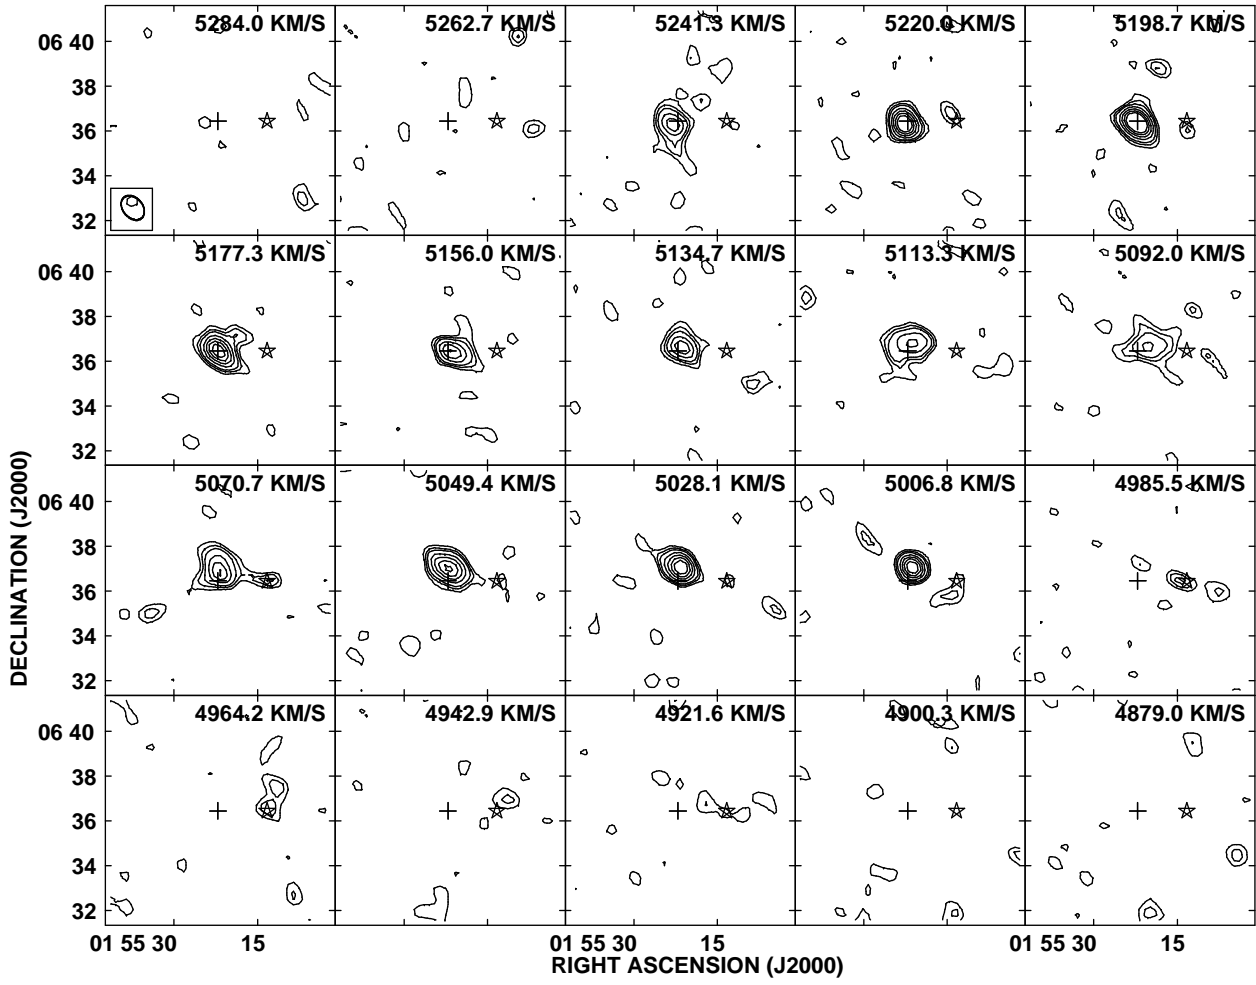 5284.0 KM/S 5262.7 KM/S 5241.3 KM/S 5220.0 KM/S 5198.7 KM/S
06 40
38
36
34
32
5177.3 KM/S 5156.0 KM/S 5134.7 KM/S 5113.3 KM/S 5092.0 KM/S
06 40
38
36
34
32
DECLINATION (J2000)
5070.7 KM/S 5049.4 KM/S 5028.1 KM/S 5006.8 KM/S 4985.5 KM/S
06 40
38
36
34
32
4964.2 KM/S 4942.9 KM/S 4921.6 KM/S 4900.3 KM/S 4879.0 KM/S
06 40
38
36
34
32
01 55 30 15 01 55 30 15 01 55 30 15
RIGHT ASCENSION (J2000)